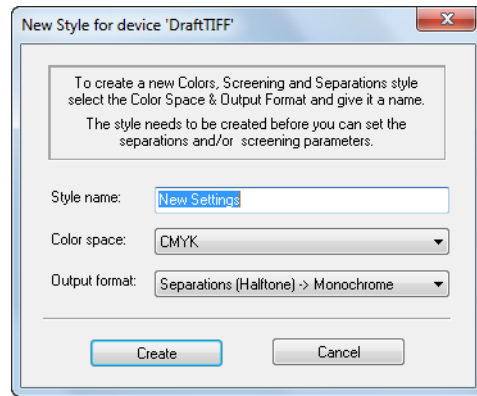 New Style for device 'DraftTIFF'
To create a new Colors, Screening and Separations style
select the Color Space & Output Format and give it a name.
The style needs to be created before you can set the
separations and/or screening parameters.
Style name: New Settings
Color space: CMYK
Output format: Separations (Halftone) -> Monochrome
Create Cancel